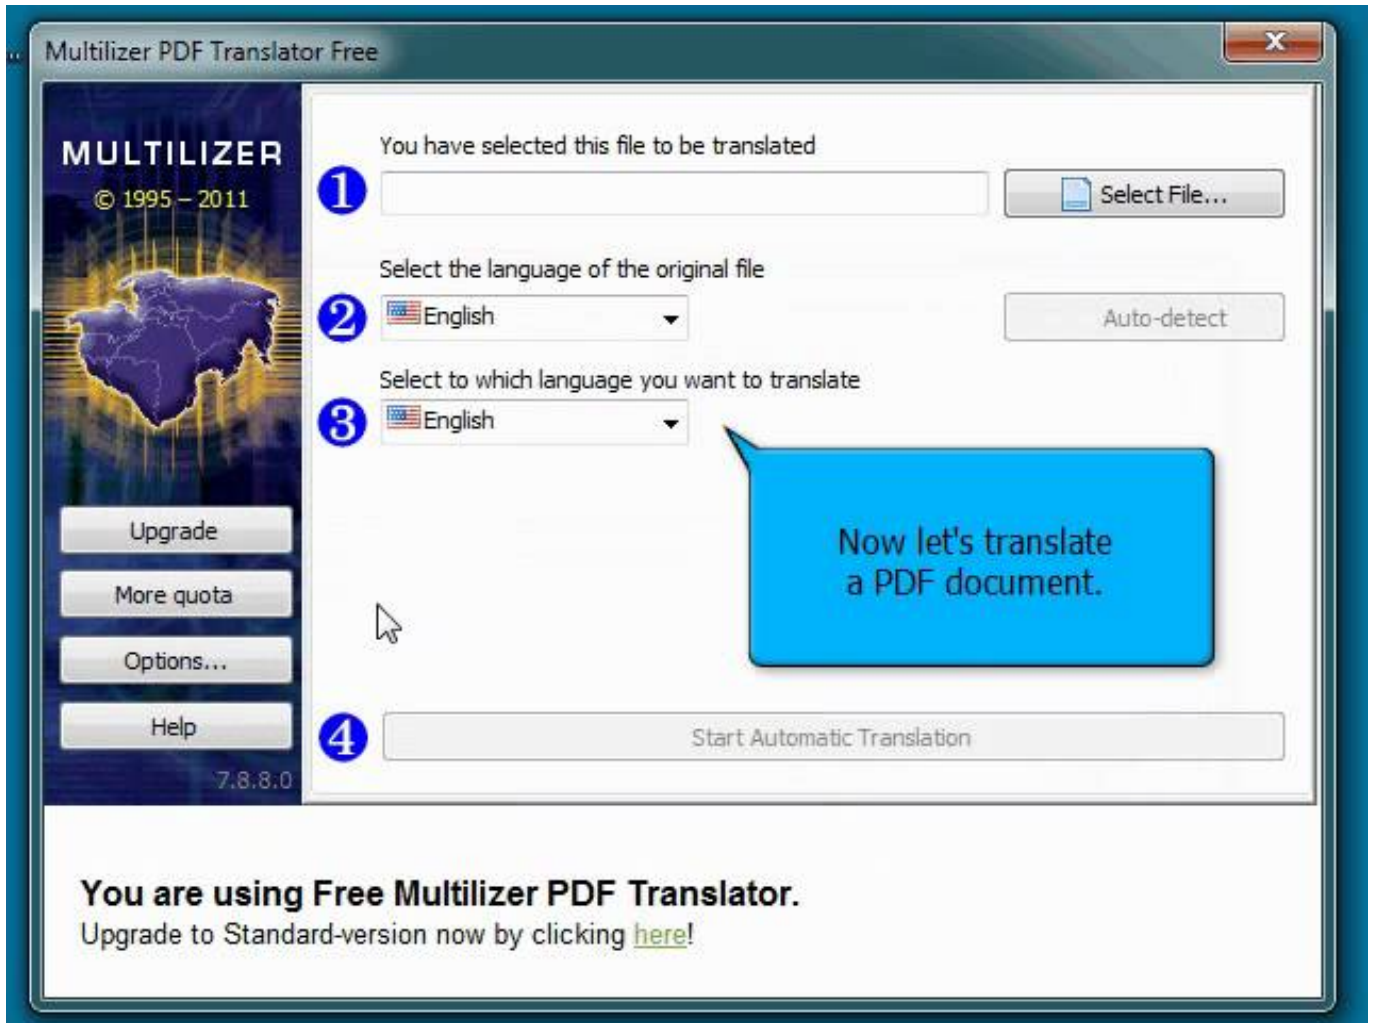 Multilizer PDF Translator Free
MULTILIZER
© 1995 – 2011
You have selected this file to be translated
1
Select File...
Select the language of the original file
2
English
Auto-detect
Select to which language you want to translate
3
English
Now let's translate
a PDF document.
Upgrade
More quota
Options...
Help
4
Start Automatic Translation
7.8.8.0
You are using Free Multilizer PDF Translator.
Upgrade to Standard-version now by clicking here!